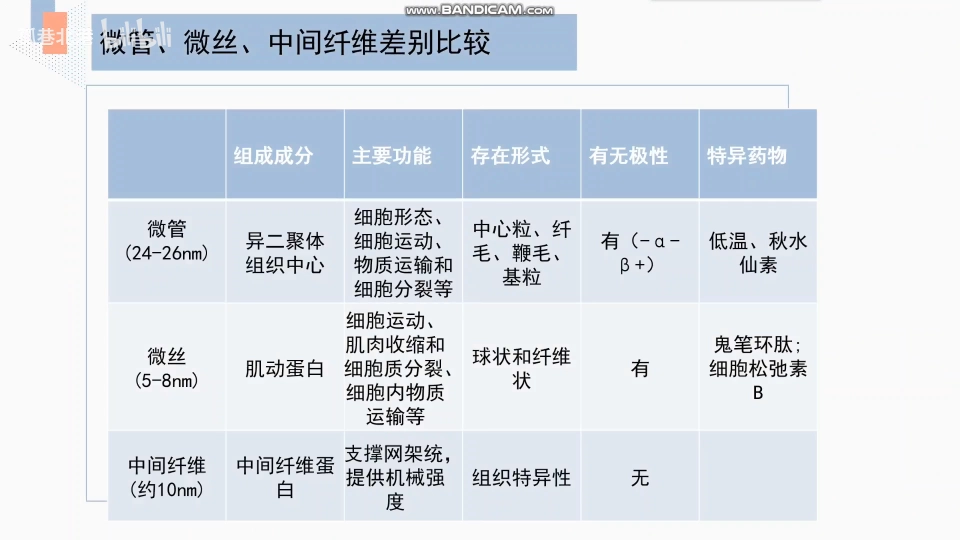 www.BANDICAM.com
bilibili
微管、微丝、中间纤维差别比较
组成成分 主要功能 存在形式 有无极性 特异药物
微管
(24-26nm)
异二聚体
组织中心
细胞形态、
细胞运动、
物质运输和
细胞分裂等
中心粒、纤
毛、鞭毛、
基粒
有（-α-
β+）
低温、秋水
仙素
微丝
(5-8nm)
肌动蛋白
细胞运动、
肌肉收缩和
细胞质分裂、
细胞内物质
运输等
球状和纤维
状
有
鬼笔环肽;
细胞松弛素
B
中间纤维
(约10nm)
中间纤维蛋
白
支撑网架统，
提供机械强
度
组织特异性
无